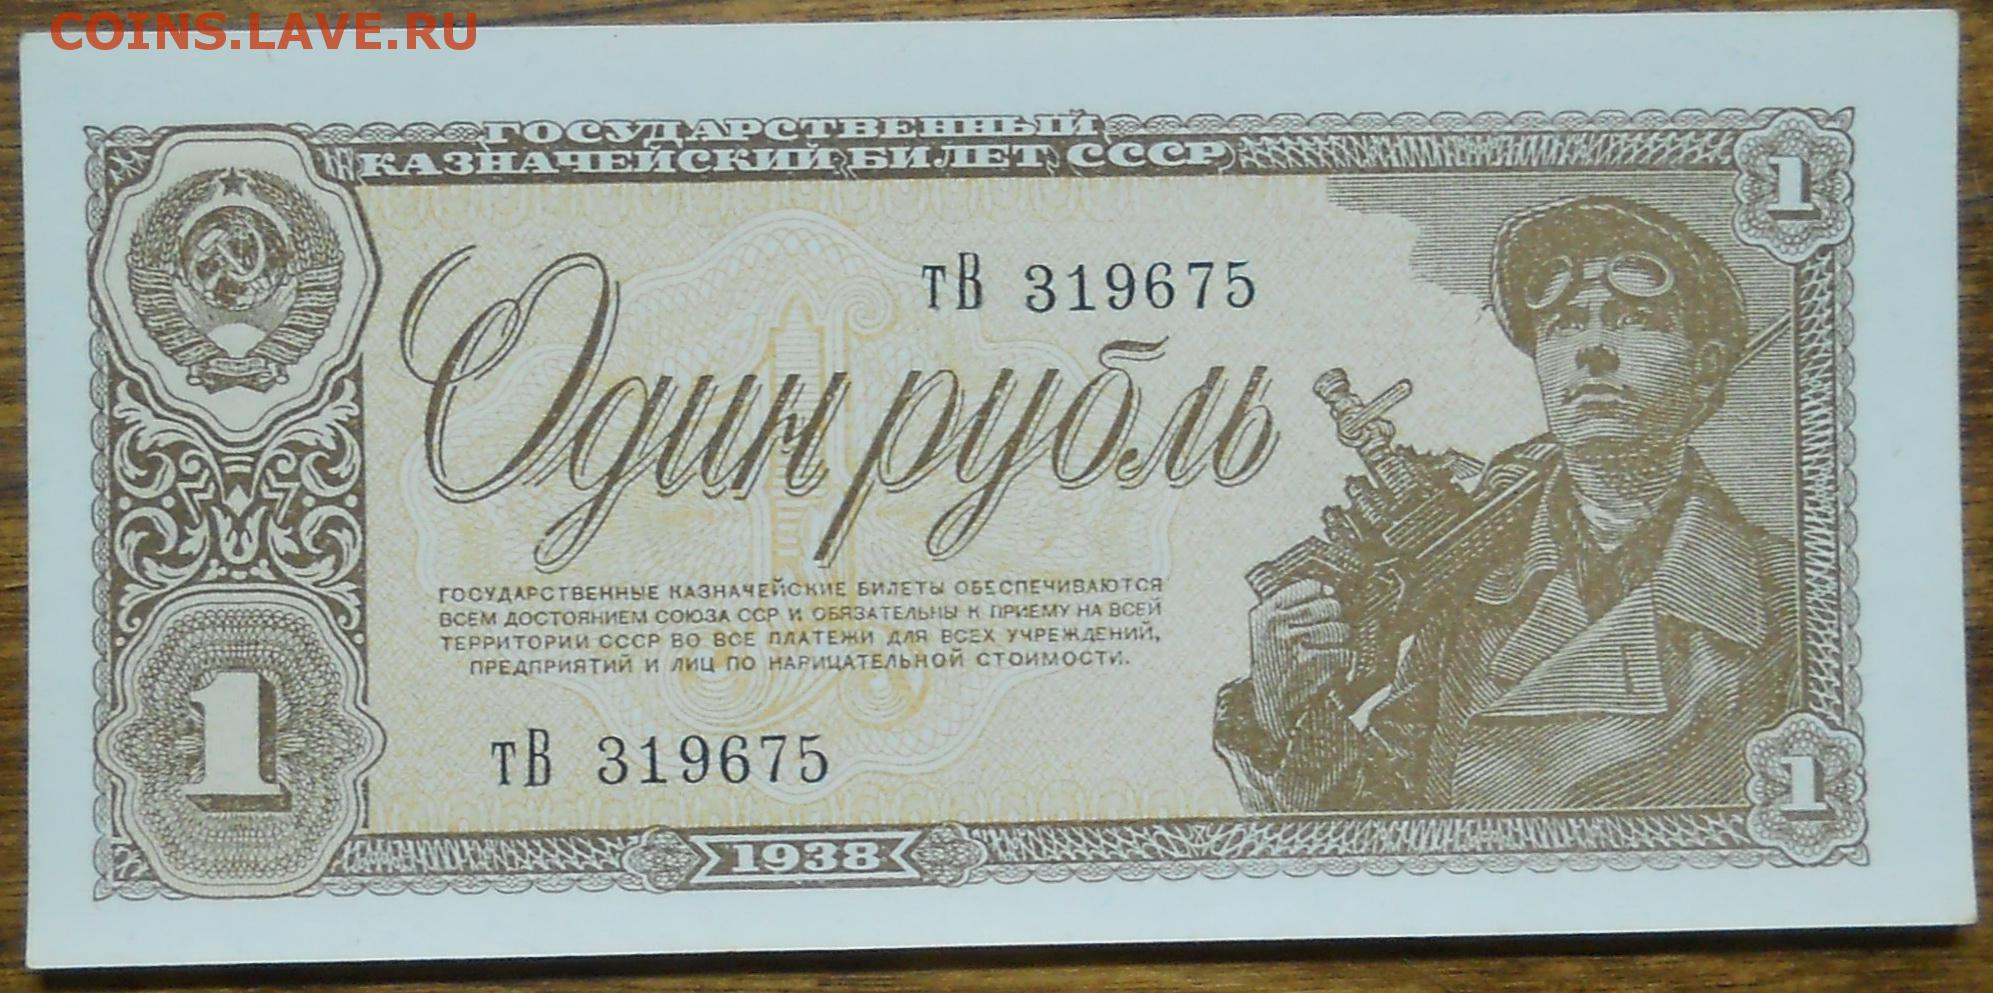 COINS.LAVE.RU
ГОСУДАРСТВЕННЫЙ
КАЗНАЧЕЙСКИЙ БИЛЕТ СССР
1
тВ 319675
Один рубль
ГОСУДАРСТВЕННЫЕ КАЗНАЧЕЙСКИЕ БИЛЕТЫ ОБЕСПЕЧИВАЮТСЯ
ВСЕМ ДОСТОЯНИЕМ СОЮЗА ССР И ОБЯЗАТЕЛЬНЫ К ПРИЕМУ НА ВСЕЙ
ТЕРРИТОРИИ СССР ВО ВСЕ ПЛАТЕЖИ ДЛЯ ВСЕХ УЧРЕЖДЕНИЙ,
ПРЕДПРИЯТИЙ И ЛИЦ ПО НАРИЦАТЕЛЬНОЙ СТОИМОСТИ.
1
тВ 319675
1
1938